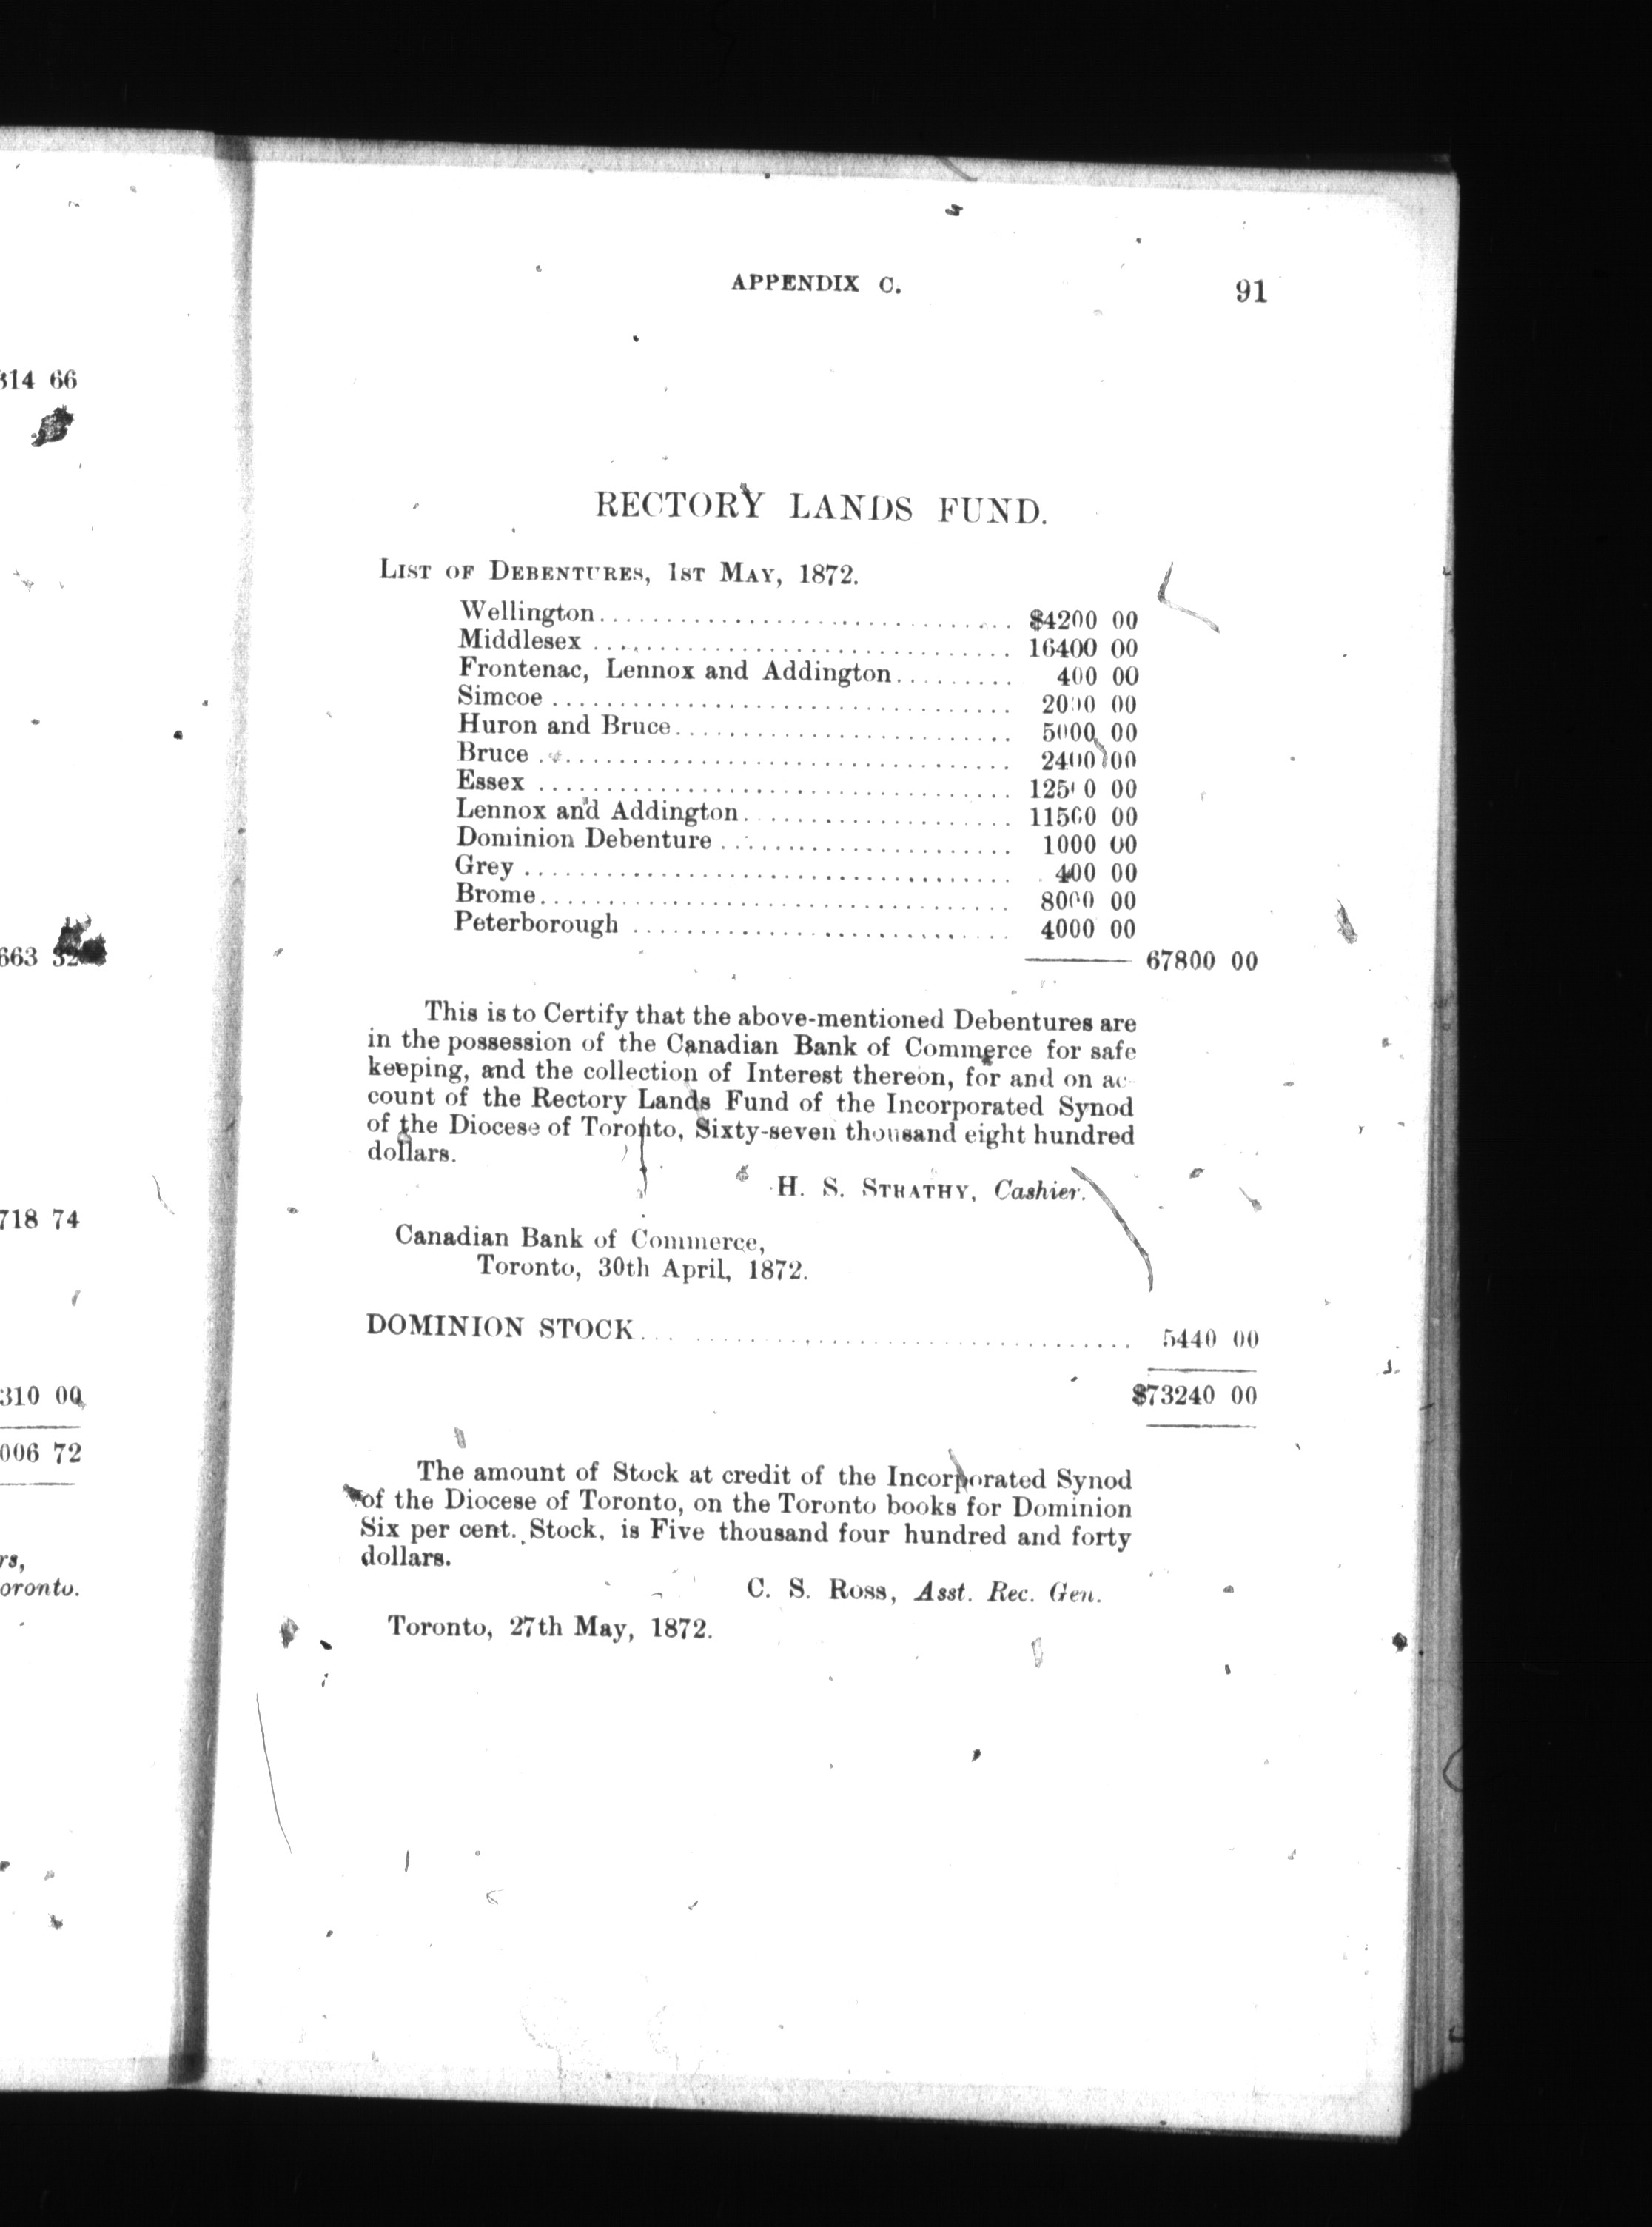 314 66
663
718 74
310 00
006 72
rs,
oronto.
APPENDIX C. 91
RECTORY LANDS FUND.
LIST OF DEBENTURES, 1ST MAY, 1872.
Wellington.............................. $4200 00
Middlesex .............................. 16400 00
Frontenac, Lennox and Addington......... 400 00
Simcoe ................................. 2000 00
Huron and Bruce......................... 5000 00
Bruce .................................. 2400 00
Essex .................................. 12500 00
Lennox and Addington.................... 11500 00
Dominion Debenture ..................... 1000 00
Grey ................................... 400 00
Brome................................... 8000 00
Peterborough ........................... 4000 00
67800 00
This is to Certify that the above-mentioned Debentures are
in the possession of the Canadian Bank of Commerce for safe
keeping, and the collection of Interest thereon, for and on ac-
count of the Rectory Lands Fund of the Incorporated Synod
of the Diocese of Toronto, Sixty-seven thousand eight hundred
dollars.
H. S. STRATHY, Cashier.
Canadian Bank of Commerce,
Toronto, 30th April, 1872.
DOMINION STOCK.................................. 5440 00
$73240 00
The amount of Stock at credit of the Incorporated Synod
of the Diocese of Toronto, on the Toronto books for Dominion
Six per cent. Stock, is Five thousand four hundred and forty
dollars.
C. S. ROSS, Asst. Rec. Gen.
Toronto, 27th May, 1872.